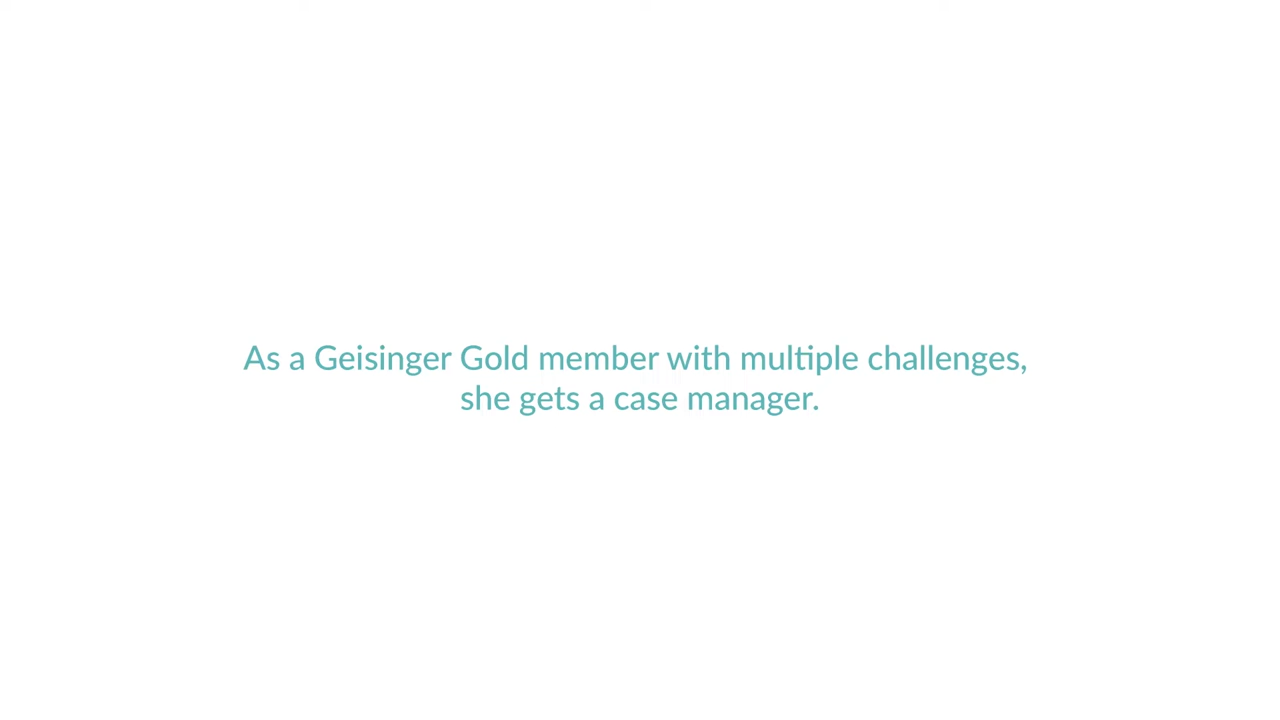 As a Geisinger Gold member with multiple challenges,
she gets a case manager.